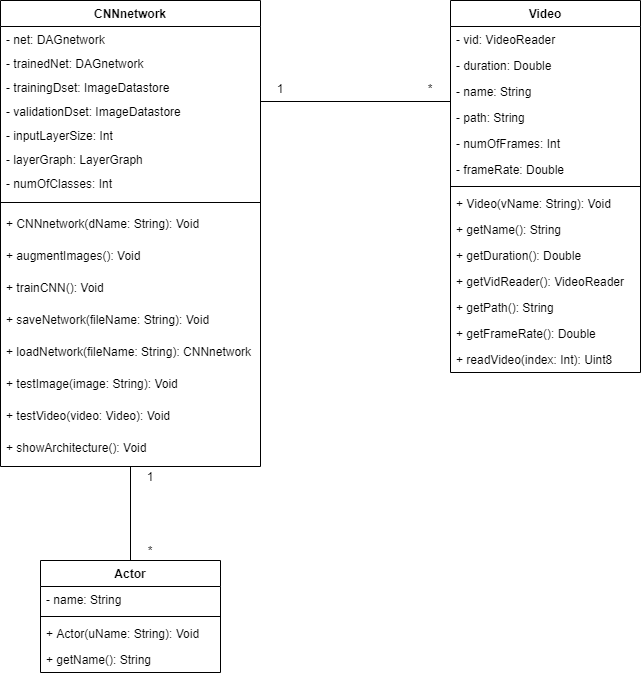 CNNnetwork
- net: DAGnetwork
- trainedNet: DAGnetwork
- trainingDset: ImageDatastore
- validationDset: ImageDatastore
- inputLayerSize: Int
- layerGraph: LayerGraph
- numOfClasses: Int
+ CNNnetwork(dName: String): Void
+ augmentImages(): Void
+ trainCNN(): Void
+ saveNetwork(fileName: String): Void
+ loadNetwork(fileName: String): CNNnetwork
+ testImage(image: String): Void
+ testVideo(video: Video): Void
+ showArchitecture(): Void
1
*
Video
- vid: VideoReader
- duration: Double
- name: String
- path: String
- numOfFrames: Int
- frameRate: Double
+ Video(vName: String): Void
+ getName(): String
+ getDuration(): Double
+ getVidReader(): VideoReader
+ getPath(): String
+ getFrameRate(): Double
+ readVideo(index: Int): Uint8
1
*
Actor
- name: String
+ Actor(uName: String): Void
+ getName(): String